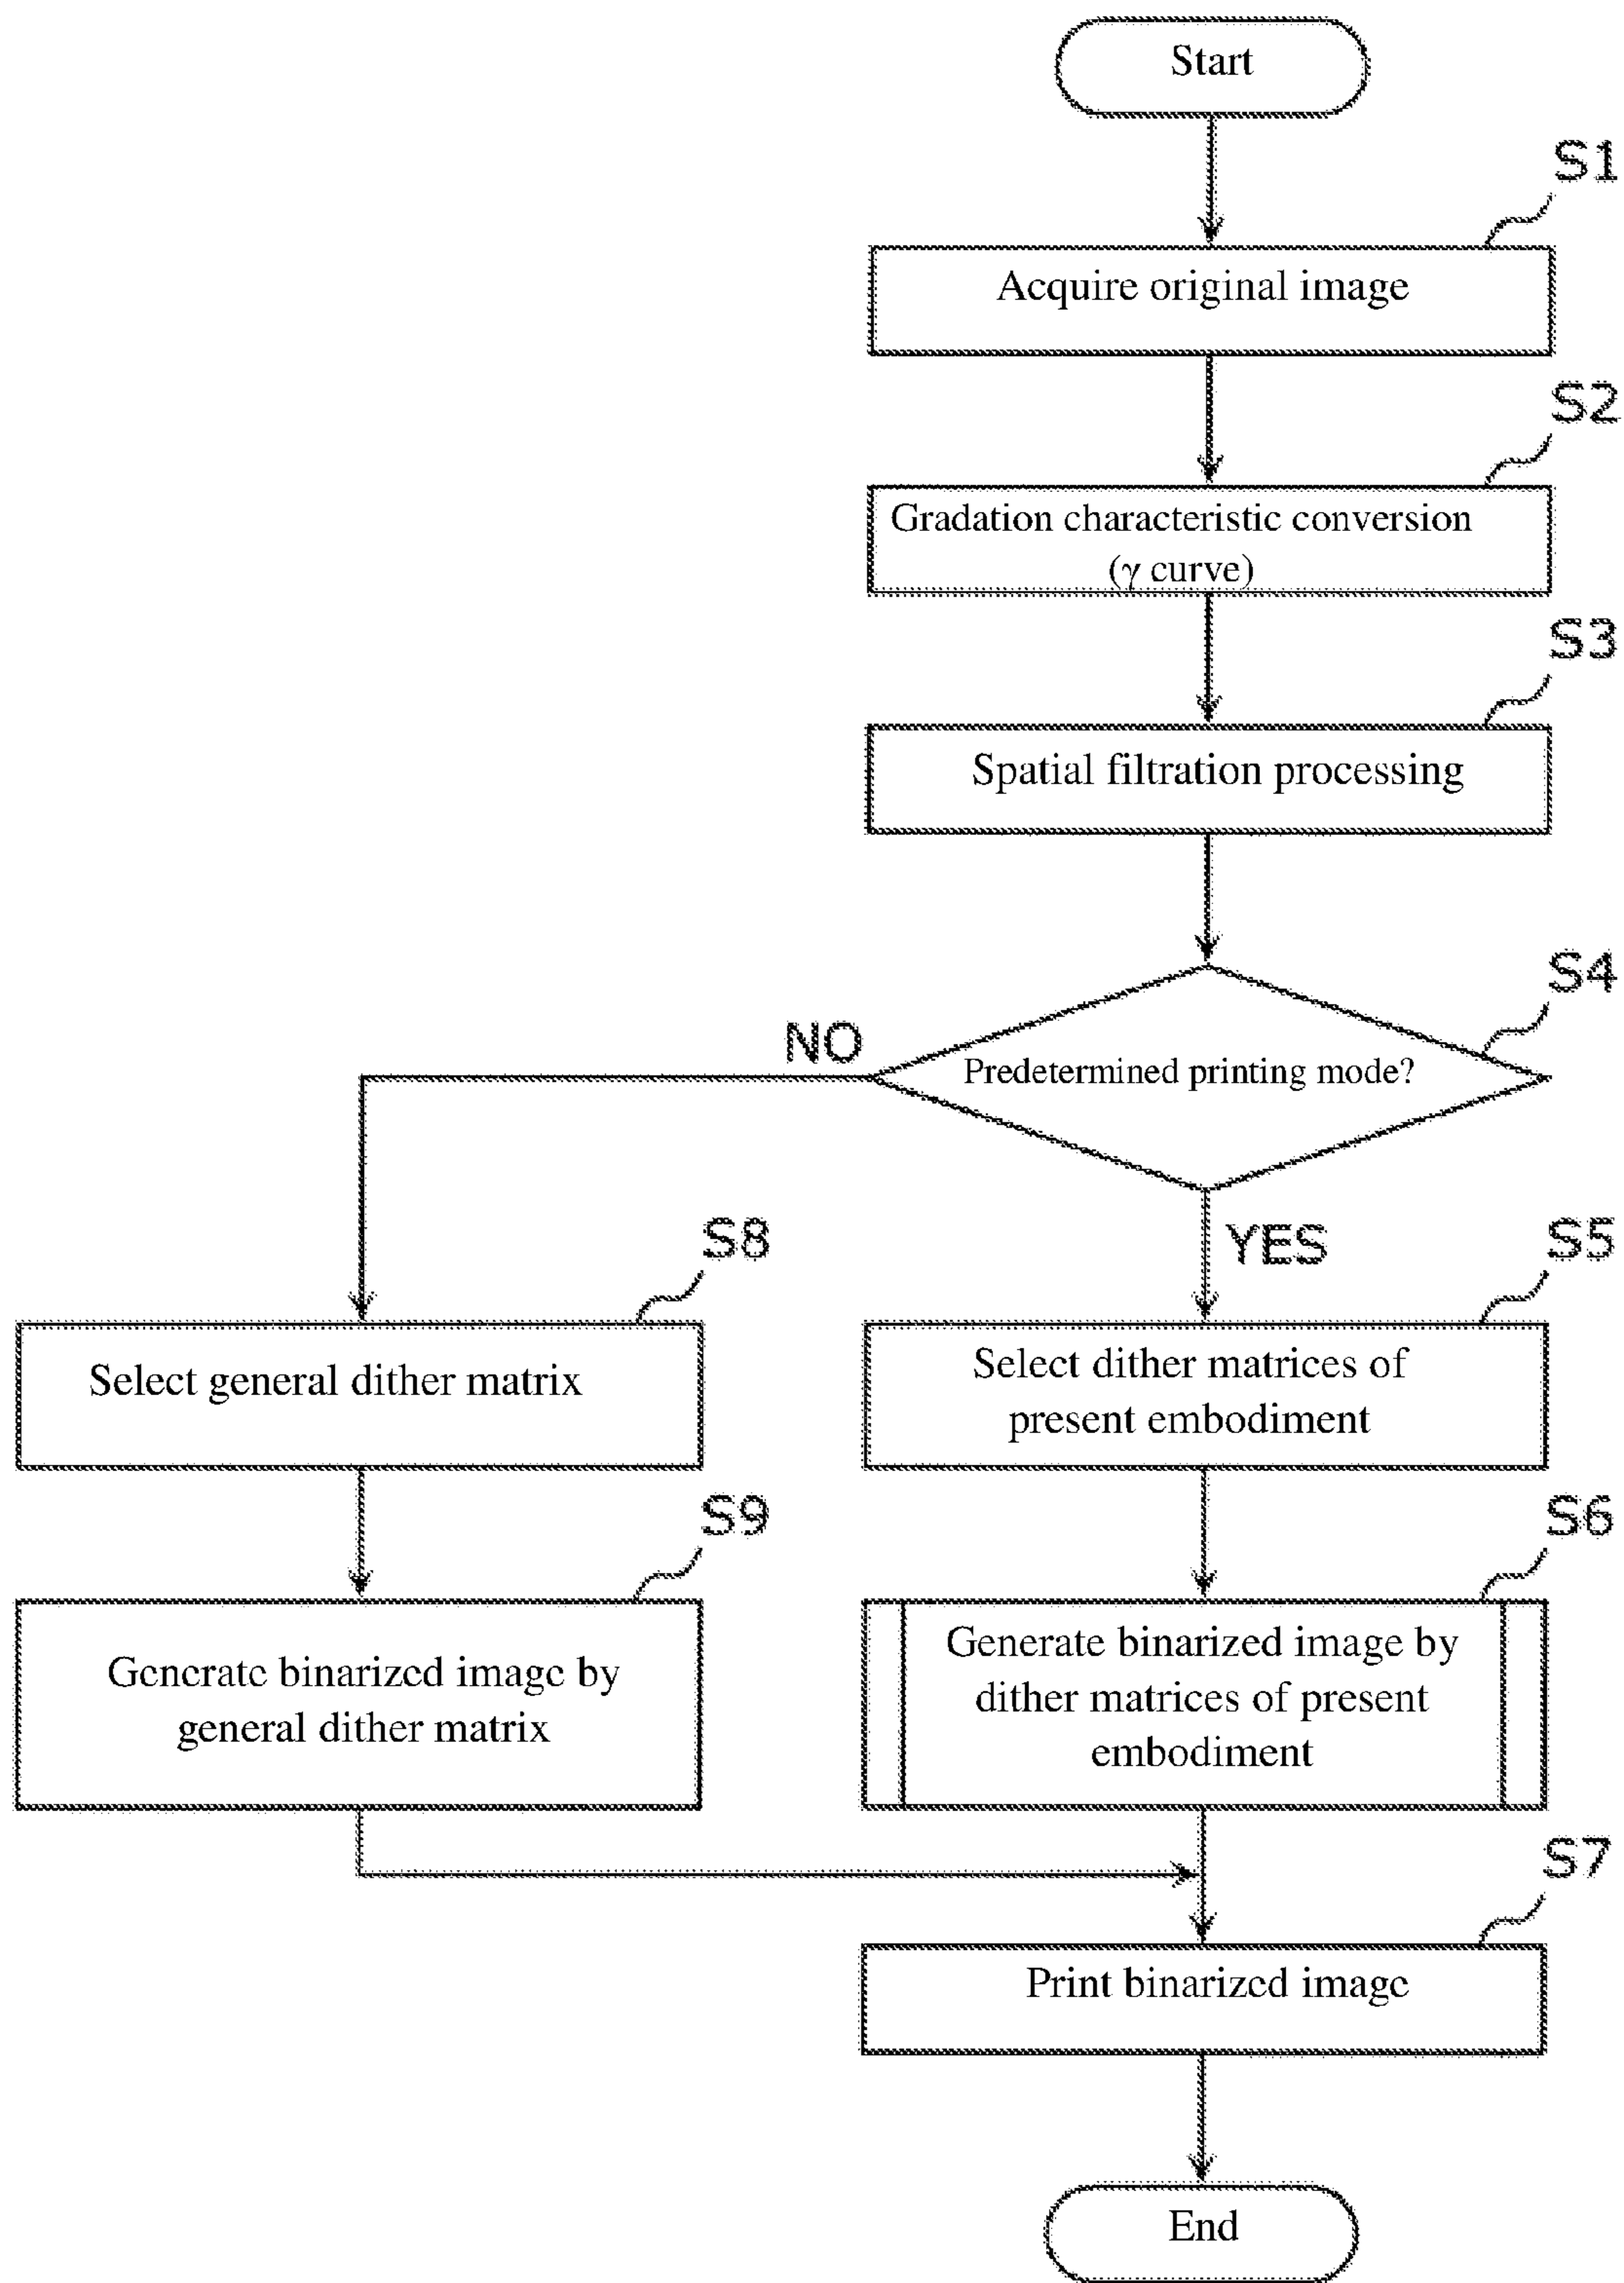 Start
S1
Acquire original image
S2
Gradation characteristic conversion
(γ curve)
S3
Spatial filtration processing
S4
NO
Predetermined printing mode?
YES
S8
S5
Select general dither matrix
Select dither matrices of
present embodiment
S9
S6
Generate binarized image by
general dither matrix
Generate binarized image by
dither matrices of present
embodiment
S7
Print binarized image
End